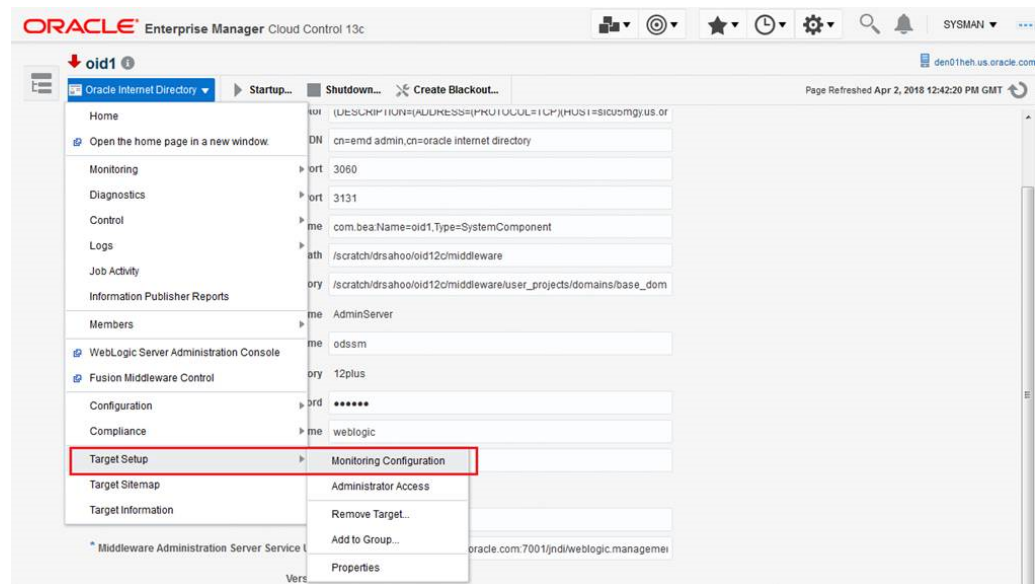 ORACLE Enterprise Manager Cloud Control 13c
SYSMAN
oid1
den01heh.us.oracle.com
Oracle Internet Directory
Startup...
Shutdown...
Create Blackout...
Page Refreshed Apr 2, 2018 12:42:20 PM GMT
Home
Open the home page in a new window.
Monitoring
Diagnostics
Control
Logs
Job Activity
Information Publisher Reports
Members
WebLogic Server Administration Console
Fusion Middleware Control
Configuration
Compliance
Target Setup
Target Sitemap
Target Information
Monitoring Configuration
Administrator Access
Remove Target...
Add to Group...
Properties
tor (DESCRIPTION=(ADDRESS=(PROTOCOL=TCP)(HOST=slc05mgy.us.or
DN cn=emd admin,cn=oracle internet directory
ort 3060
ort 3131
me com.bea:Name=oid1,Type=SystemComponent
ath /scratch/drsahoo/oid12c/middleware
ory /scratch/drsahoo/oid12c/middleware/user_projects/domains/base_dom
me AdminServer
me odssm
ory 12plus
ord ●●●●●●
me weblogic
* Middleware Administration Server Service U oracle.com:7001/jndi/weblogic.managemen
Vers